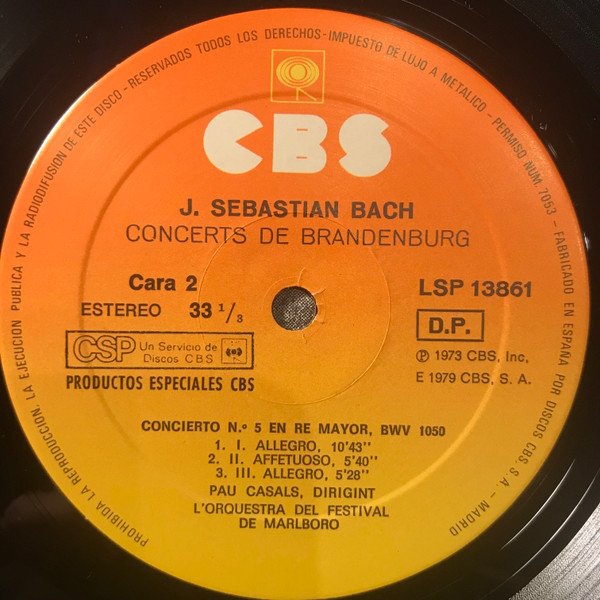 PROHIBIDA LA REPRODUCCION, LA EJECUCION PUBLICA Y LA RADIODIFUSION DE ESTE DISCO - RESERVADOS TODOS LOS DERECHOS - IMPUESTO DE LUJO A METALICO - PERMISO NUM. 7053 - FABRICADO EN ESPAÑA POR DISCOS CBS, S.A. - MADRID
CBS
J. SEBASTIAN BACH
CONCERTS DE BRANDENBURG
Cara 2
LSP 13861
ESTEREO 33 1/3
D.P.
CSP Un Servicio de
Discos CBS
℗ 1973 CBS, Inc,
PRODUCTOS ESPECIALES CBS
E 1979 CBS, S. A.
CONCIERTO N.º 5 EN RE MAYOR, BWV 1050
1. I. ALLEGRO, 10'43''
2. II. AFFETUOSO, 5'40''
3. III. ALLEGRO, 5'28''
PAU CASALS, DIRIGINT
L'ORQUESTRA DEL FESTIVAL
DE MARLBORO